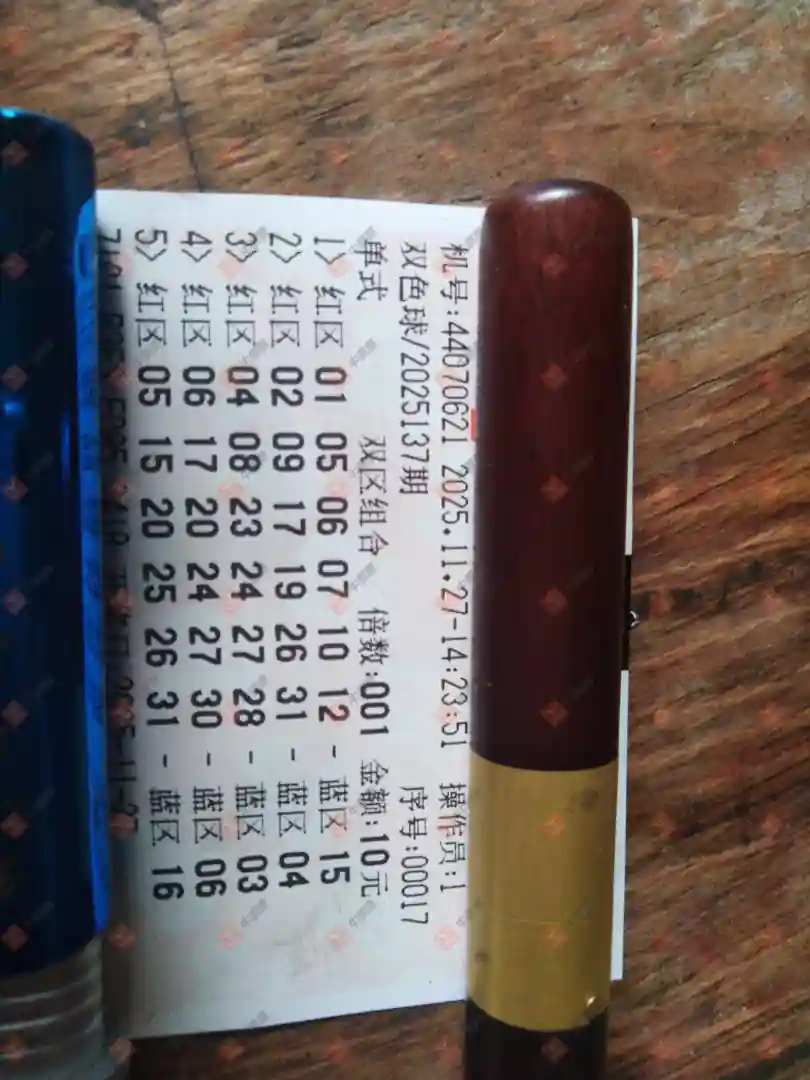 机号:44070621 2025.11.27-14:23:51 操作员:1
双色球/2025137期 序号:00017
单式 双区组合 倍数:001 金额:10元
1> 红区 01 05 06 07 10 12 - 蓝区 15
2> 红区 02 09 17 19 26 31 - 蓝区 04
3> 红区 04 08 23 24 27 28 - 蓝区 03
4> 红区 06 17 20 24 27 30 - 蓝区 06
5> 红区 05 15 20 25 26 31 - 蓝区 16